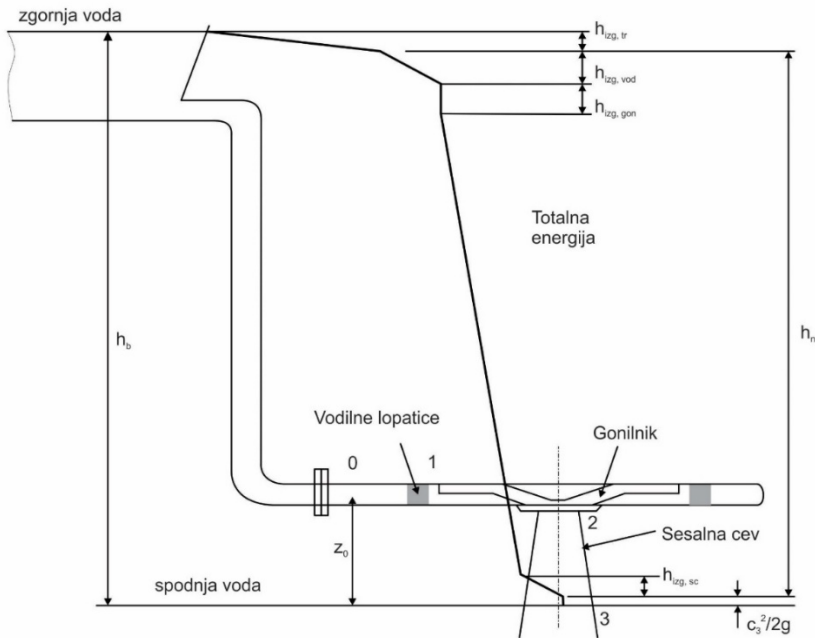 zgornja voda
h_izg, tr
h_izg, vod
h_izg, gon
Totalna
energija
h_b
h_n
Vodilne lopatice
Gonilnik
0
1
2
z_0
Sesalna cev
spodnja voda
h_izg, sc
3
c_3^2/2g